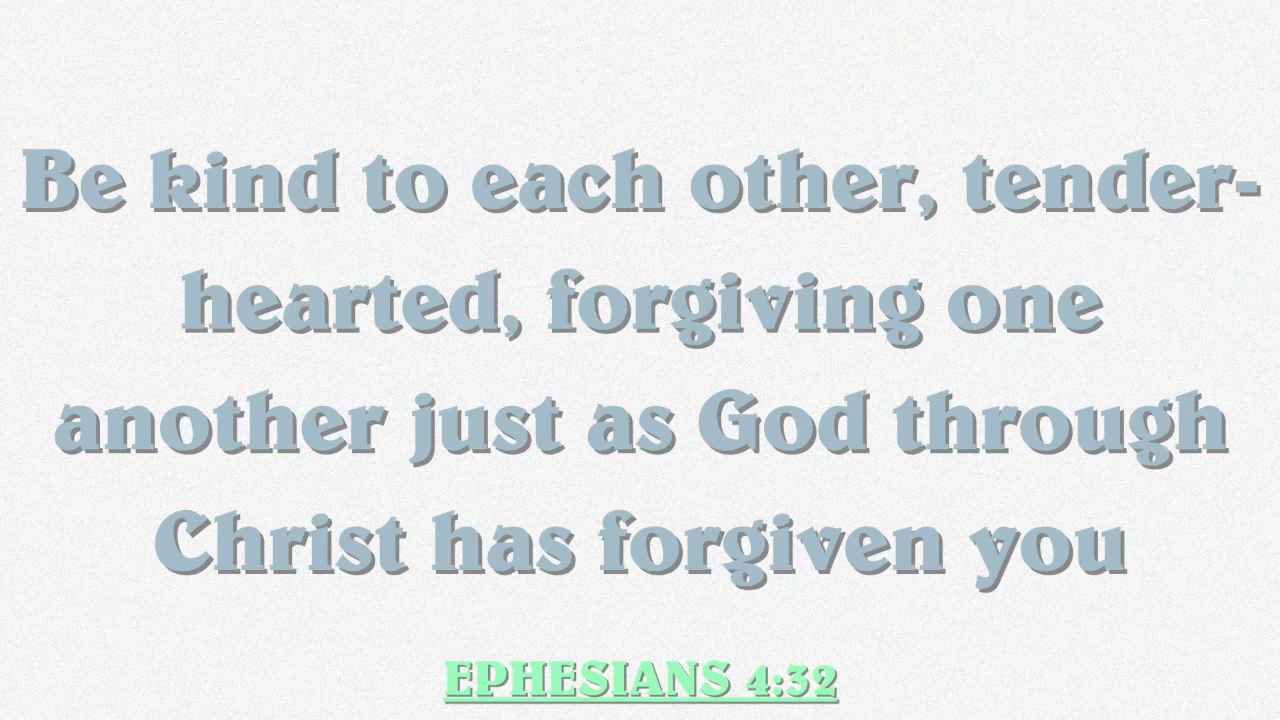 Be kind to each other, tender-
hearted, forgiving one
another just as God through
Christ has forgiven you
EPHESIANS 4:32